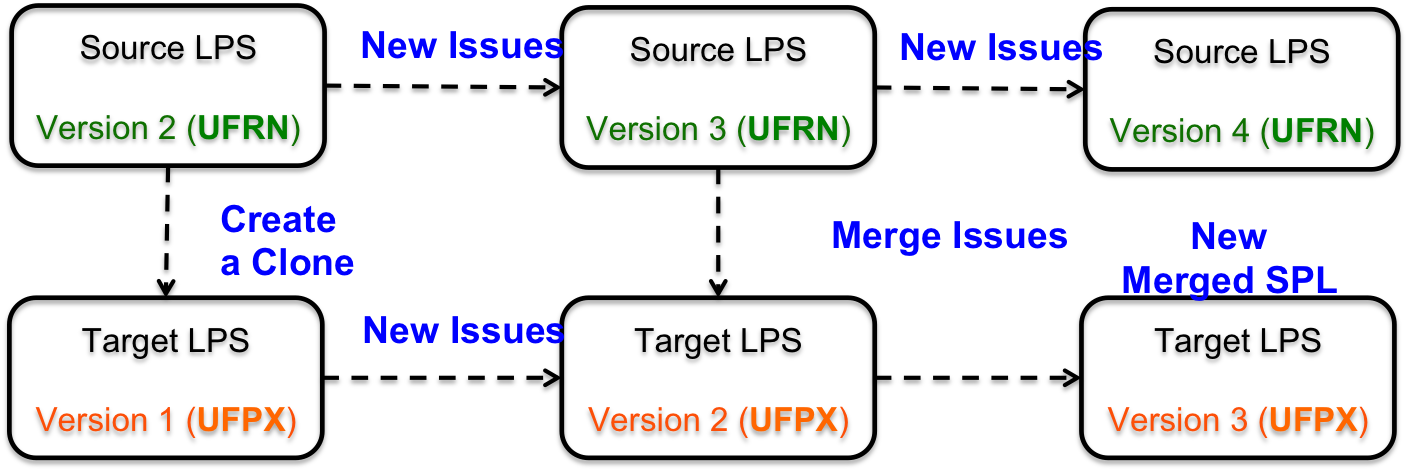 Source LPS
Version 2 (UFRN)
New Issues
Source LPS
Version 3 (UFRN)
New Issues
Source LPS
Version 4 (UFRN)
Create
a Clone
Merge Issues
New
Merged SPL
Target LPS
Version 1 (UFPX)
New Issues
Target LPS
Version 2 (UFPX)
Target LPS
Version 3 (UFPX)